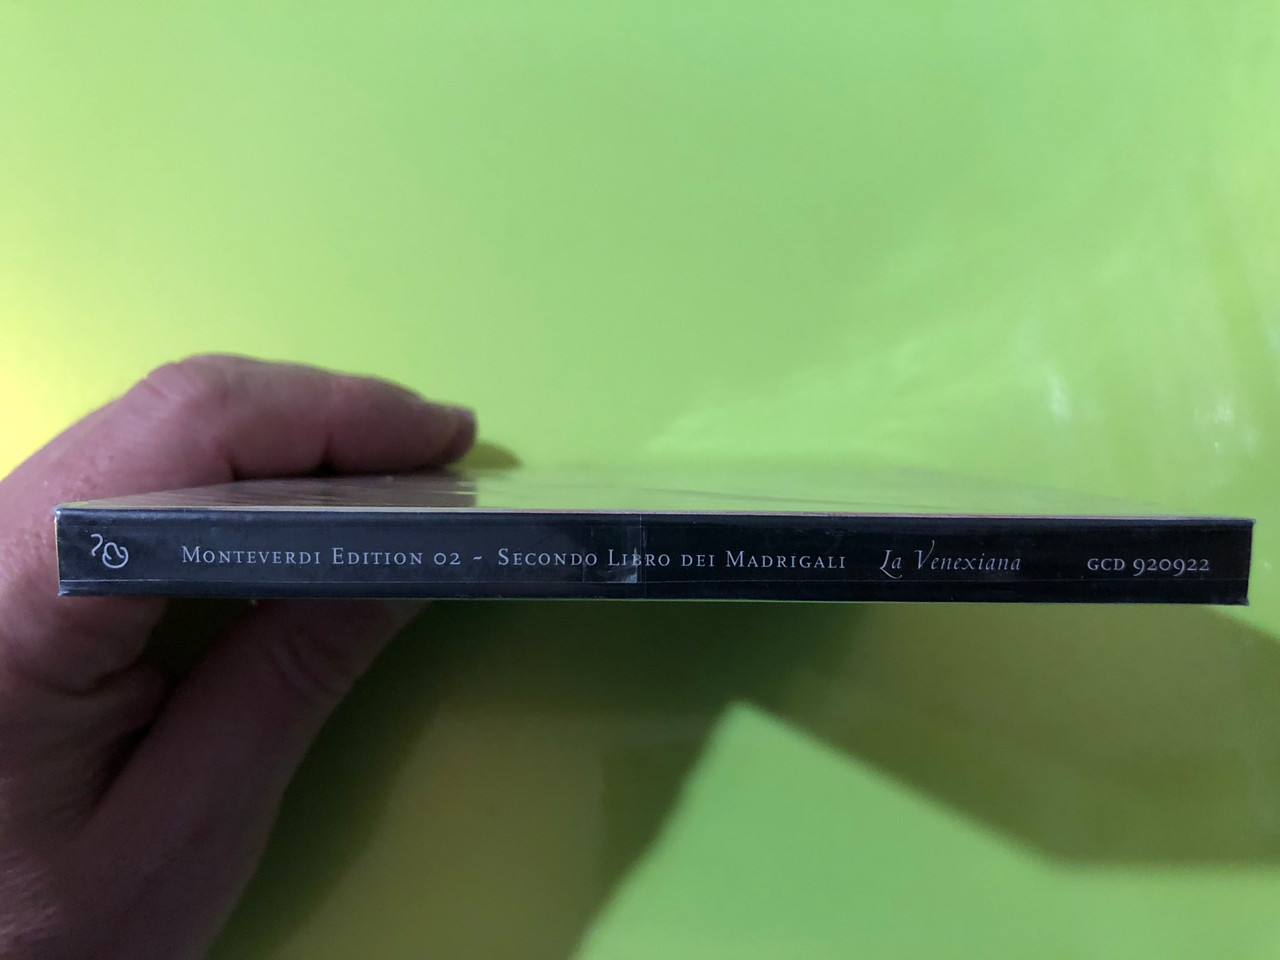 Monteverdi Edition 02 - Secondo Libro dei Madrigali La Venexiana GCD 920922